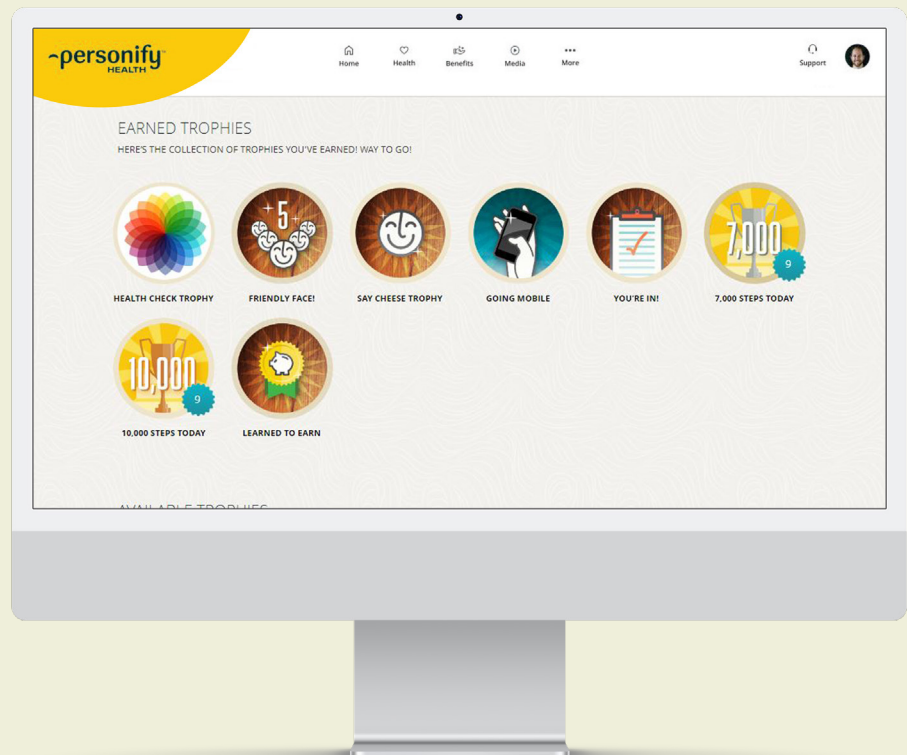 personify
HEALTH
Home
Health
Benefits
Media
More
Support
EARNED TROPHIES
HERE'S THE COLLECTION OF TROPHIES YOU'VE EARNED! WAY TO GO!
5
7,000
9
HEALTH CHECK TROPHY
FRIENDLY FACE!
SAY CHEESE TROPHY
GOING MOBILE
YOU'RE IN!
7,000 STEPS TODAY
10,000
9
10,000 STEPS TODAY
LEARNED TO EARN
AVAILABLE TROPHIES